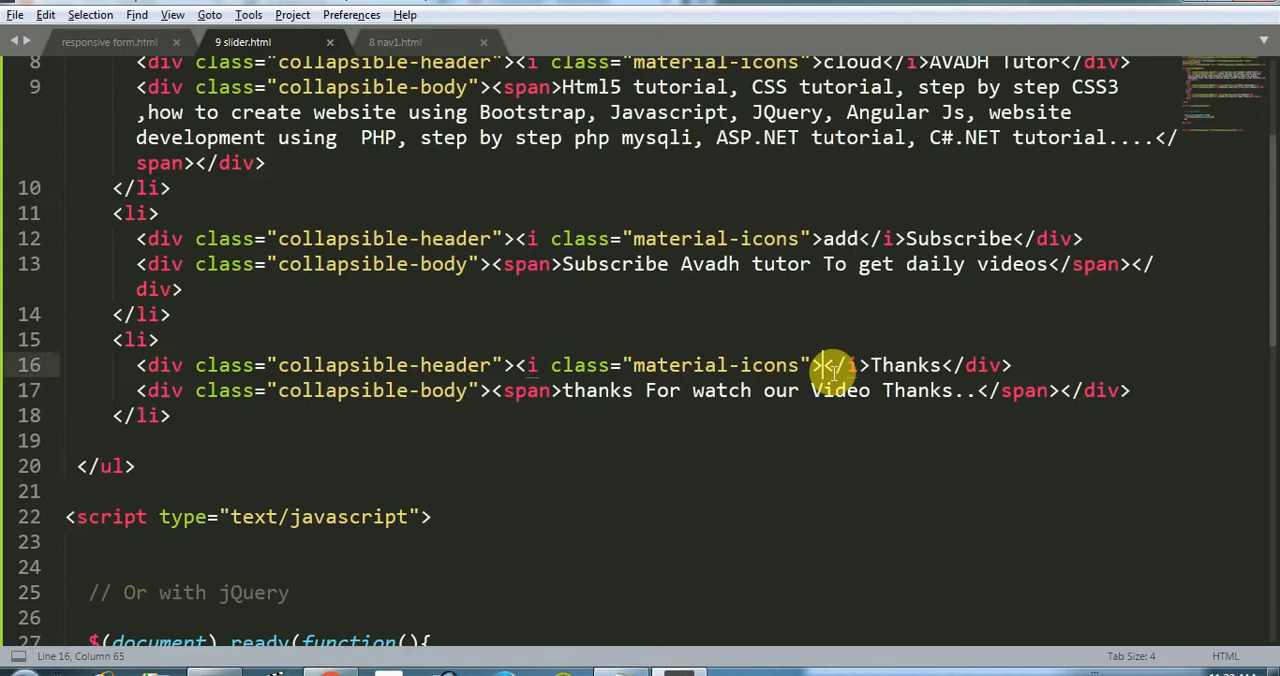 File Edit Selection Find View Goto Tools Project Preferences Help
responsive form.html 9 slider.html 8 nav1.html
8 <div class="collapsible-header"><i class="material-icons">cloud</i>AVADH Tutor</div>
9 <div class="collapsible-body"><span>Html5 tutorial, CSS tutorial, step by step CSS3
,how to create website using Bootstrap, Javascript, JQuery, Angular Js, website
development using  PHP, step by step php mysqli, ASP.NET tutorial, C#.NET tutorial....</
span></div>
10 </li>
11 <li>
12 <div class="collapsible-header"><i class="material-icons">add</i>Subscribe</div>
13 <div class="collapsible-body"><span>Subscribe Avadh tutor To get daily videos</span></
div>
14 </li>
15 <li>
16 <div class="collapsible-header"><i class="material-icons"></i>Thanks</div>
17 <div class="collapsible-body"><span>thanks For watch our Video Thanks..</span></div>
18 </li>
19
20 </ul>
21
22 <script type="text/javascript">
23
24
25 // Or with jQuery
26
27 $(document).ready(function(){
Line 16, Column 65 Tab Size: 4 HTML